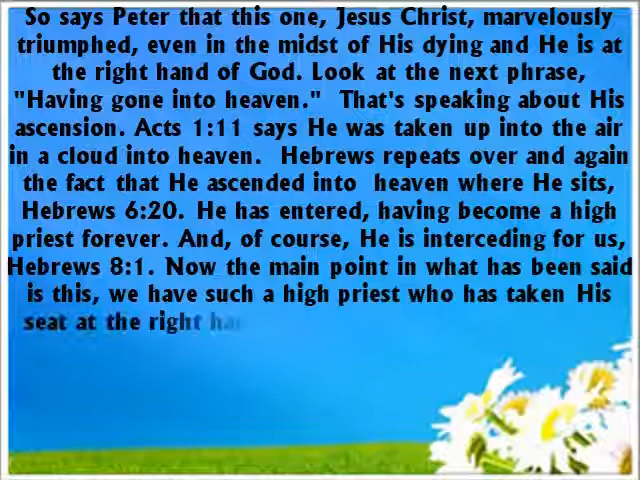 So says Peter that this one, Jesus Christ, marvelously
triumphed, even in the midst of His dying and He is at
the right hand of God. Look at the next phrase,
"Having gone into heaven."  That's speaking about His
ascension. Acts 1:11 says He was taken up into the air
in a cloud into heaven.  Hebrews repeats over and again
the fact that He ascended into  heaven where He sits,
Hebrews 6:20. He has entered, having become a high
priest forever. And, of course, He is interceding for us,
Hebrews 8:1. Now the main point in what has been said
is this, we have such a high priest who has taken His
seat at the right